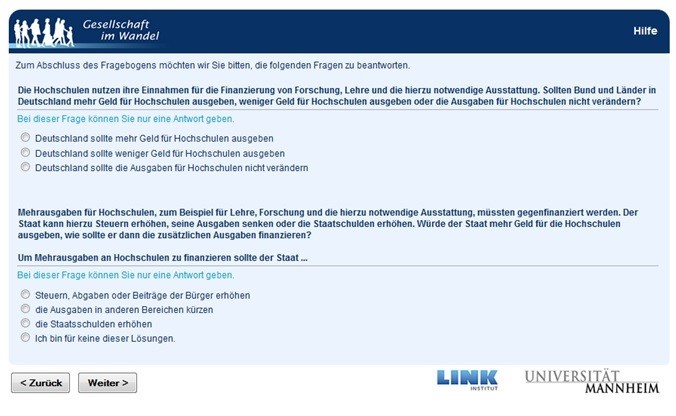 Gesellschaft
im Wandel
Hilfe
Zum Abschluss des Fragebogens möchten wir Sie bitten, die folgenden Fragen zu beantworten.
Die Hochschulen nutzen ihre Einnahmen für die Finanzierung von Forschung, Lehre und die hierzu notwendige Ausstattung. Sollten Bund und Länder in
Deutschland mehr Geld für Hochschulen ausgeben, weniger Geld für Hochschulen ausgeben oder die Ausgaben für Hochschulen nicht verändern?
Bei dieser Frage können Sie nur eine Antwort geben.
Deutschland sollte mehr Geld für Hochschulen ausgeben
Deutschland sollte weniger Geld für Hochschulen ausgeben
Deutschland sollte die Ausgaben für Hochschulen nicht verändern
Mehrausgaben für Hochschulen, zum Beispiel für Lehre, Forschung und die hierzu notwendige Ausstattung, müssten gegenfinanziert werden. Der
Staat kann hierzu Steuern erhöhen, seine Ausgaben senken oder die Staatschulden erhöhen. Würde der Staat mehr Geld für die Hochschulen
ausgeben, wie sollte er dann die zusätzlichen Ausgaben finanzieren?
Um Mehrausgaben an Hochschulen zu finanzieren sollte der Staat ...
Bei dieser Frage können Sie nur eine Antwort geben.
Steuern, Abgaben oder Beiträge der Bürger erhöhen
die Ausgaben in anderen Bereichen kürzen
die Staatsschulden erhöhen
Ich bin für keine dieser Lösungen.
< Zurück
Weiter >
LINK
INSTITUT
UNIVERSITÄT
MANNHEIM